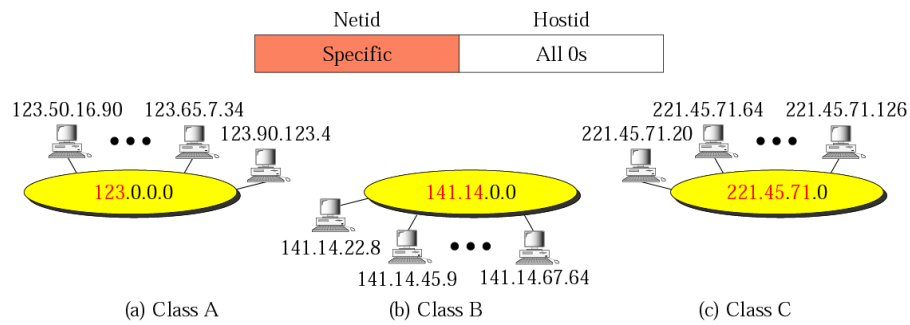 Netid Hostid
Specific All 0s
123.50.16.90 123.65.7.34
123.90.123.4
123.0.0.0
(a) Class A
141.14.0.0
141.14.22.8
141.14.45.9 141.14.67.64
(b) Class B
221.45.71.64 221.45.71.126
221.45.71.20
221.45.71.0
(c) Class C